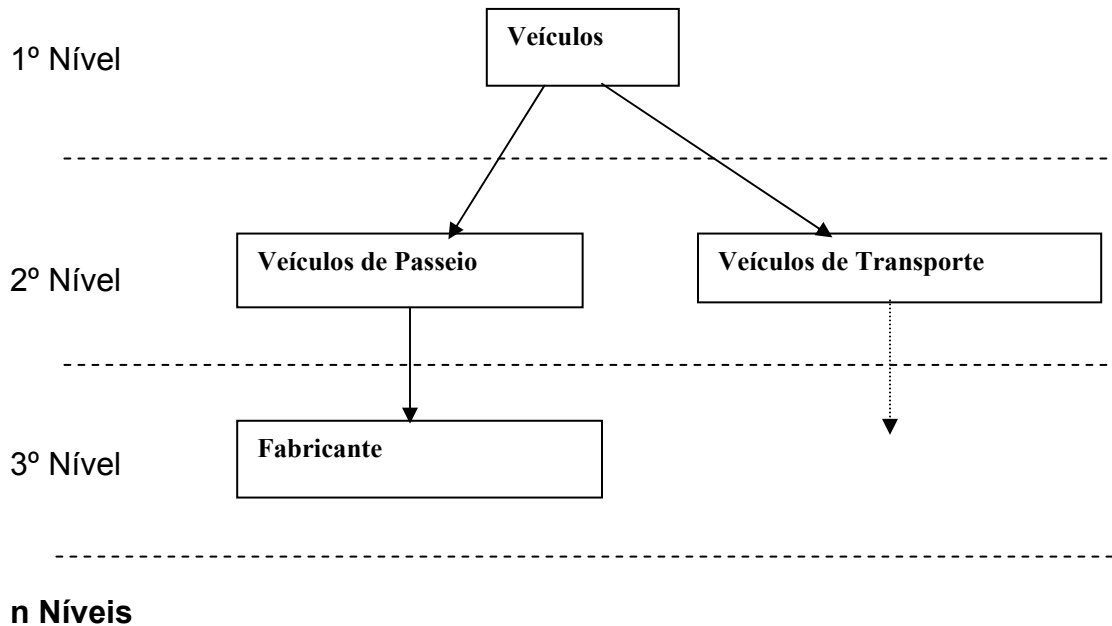 Veículos
1º Nível
Veículos de Passeio
Veículos de Transporte
2º Nível
Fabricante
3º Nível
n Níveis